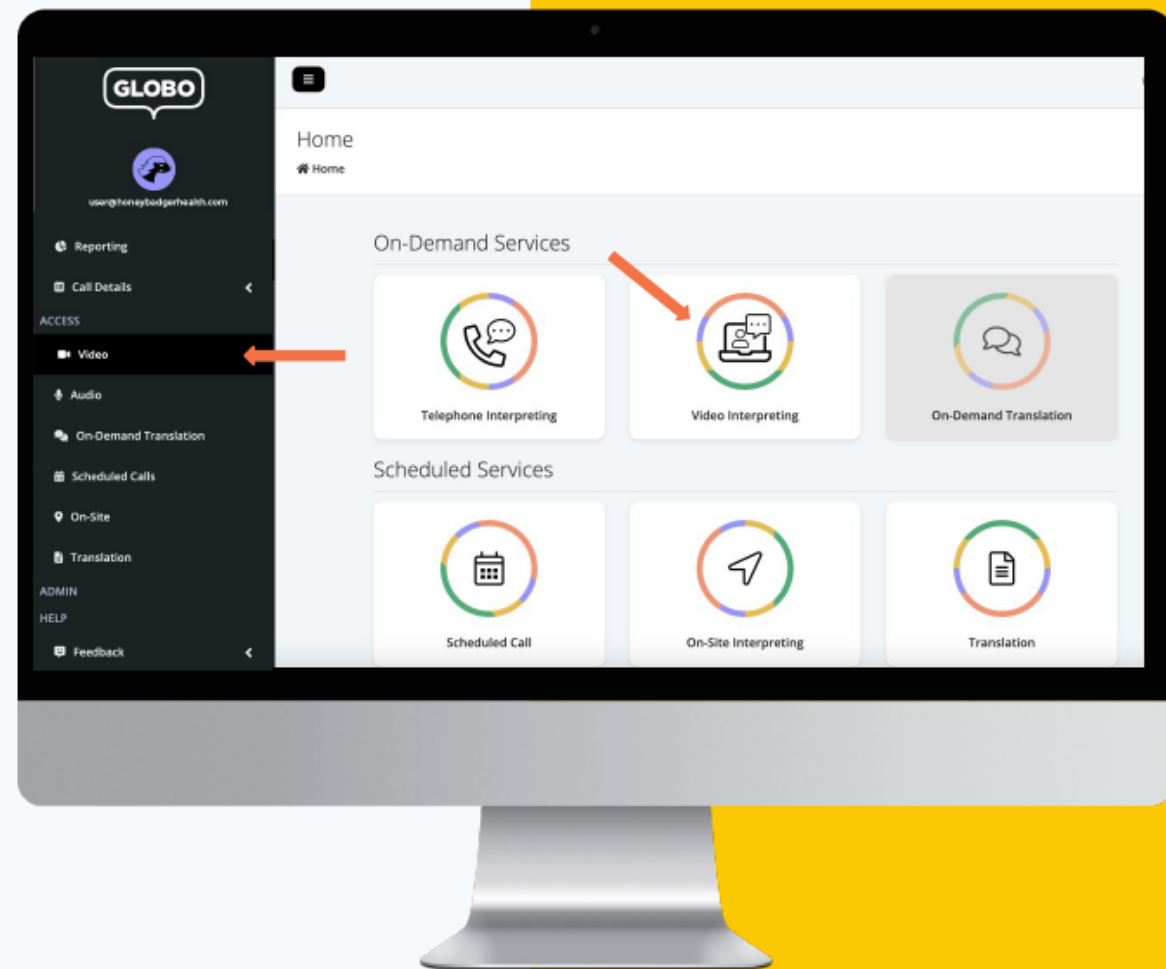 GLOBO
user@honeybadgerhealth.com
Reporting
Call Details
ACCESS
Video
Audio
On-Demand Translation
Scheduled Calls
On-Site
Translation
ADMIN
HELP
Feedback
Home
Home
On-Demand Services
Telephone Interpreting
Video Interpreting
On-Demand Translation
Scheduled Services
Scheduled Call
On-Site Interpreting
Translation